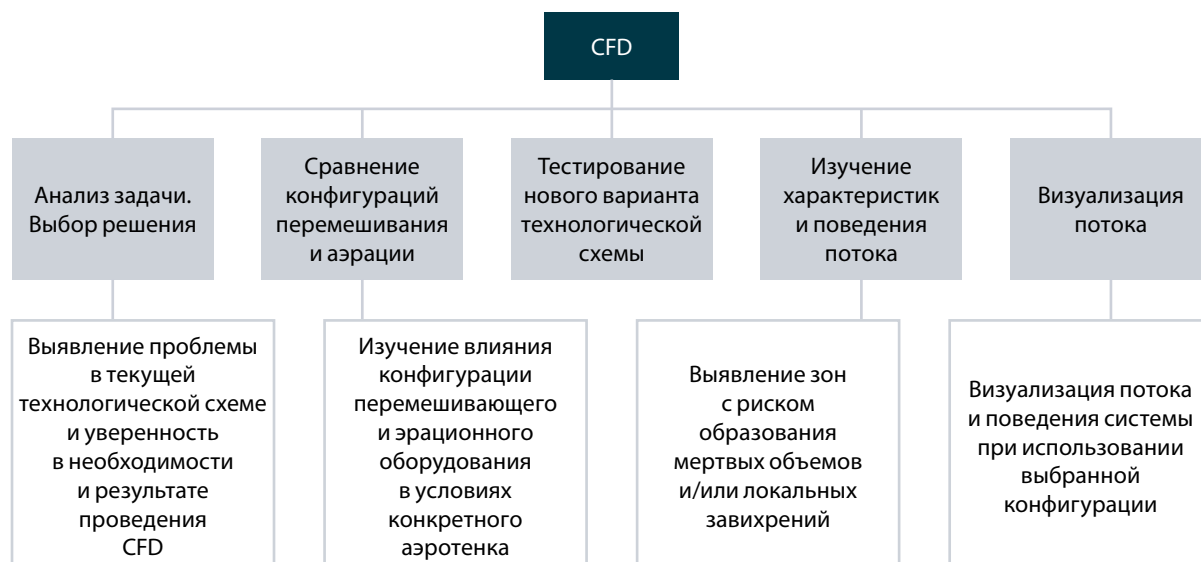 CFD
Анализ задачи.
Выбор решения
Сравнение
конфигураций
перемешивания
и аэрации
Тестирование
нового варианта
технологической
схемы
Изучение
характеристик
и поведения
потока
Визуализация
потока
Выявление проблемы
в текущей
технологической схеме
и уверенность
в необходимости
и результате
проведения
CFD
Изучение влияния
конфигурации
перемешивающего
и эрационного
оборудования
в условиях
конкретного
аэротенка
Выявление зон
с риском
образования
мертвых объемов
и/или локальных
завихрений
Визуализация потока
и поведения системы
при использовании
выбранной
конфигурации